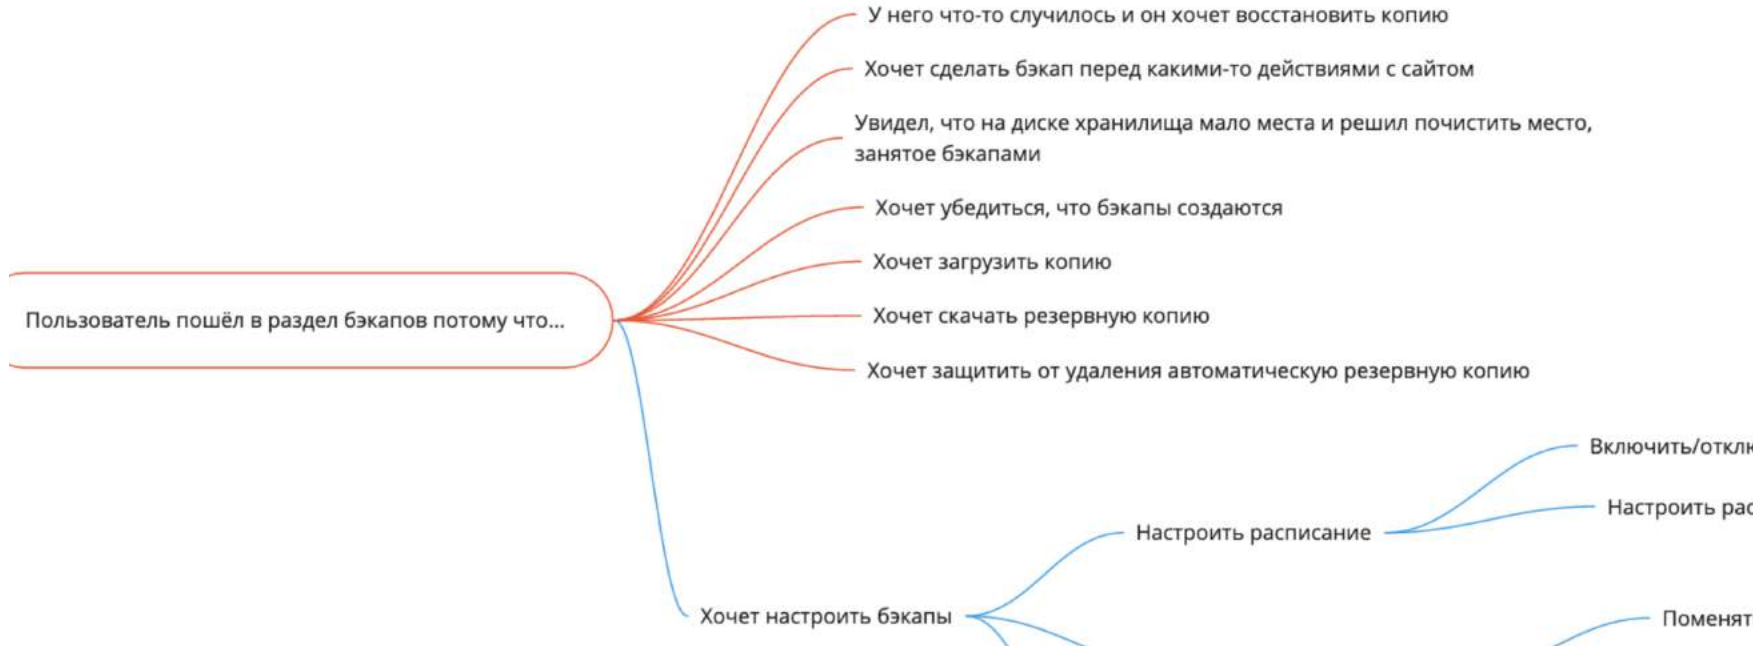 У него что-то случилось и он хочет восстановить копию
Хочет сделать бэкап перед какими-то действиями с сайтом
Увидел, что на диске хранилища мало места и решил почистить место,
занятое бэкапами
Хочет убедиться, что бэкапы создаются
Хочет загрузить копию
Пользователь пошёл в раздел бэкапов потому что...
Хочет скачать резервную копию
Хочет защитить от удаления автоматическую резервную копию
Включить/
Настроить
Настроить расписание
Хочет настроить бэкапы